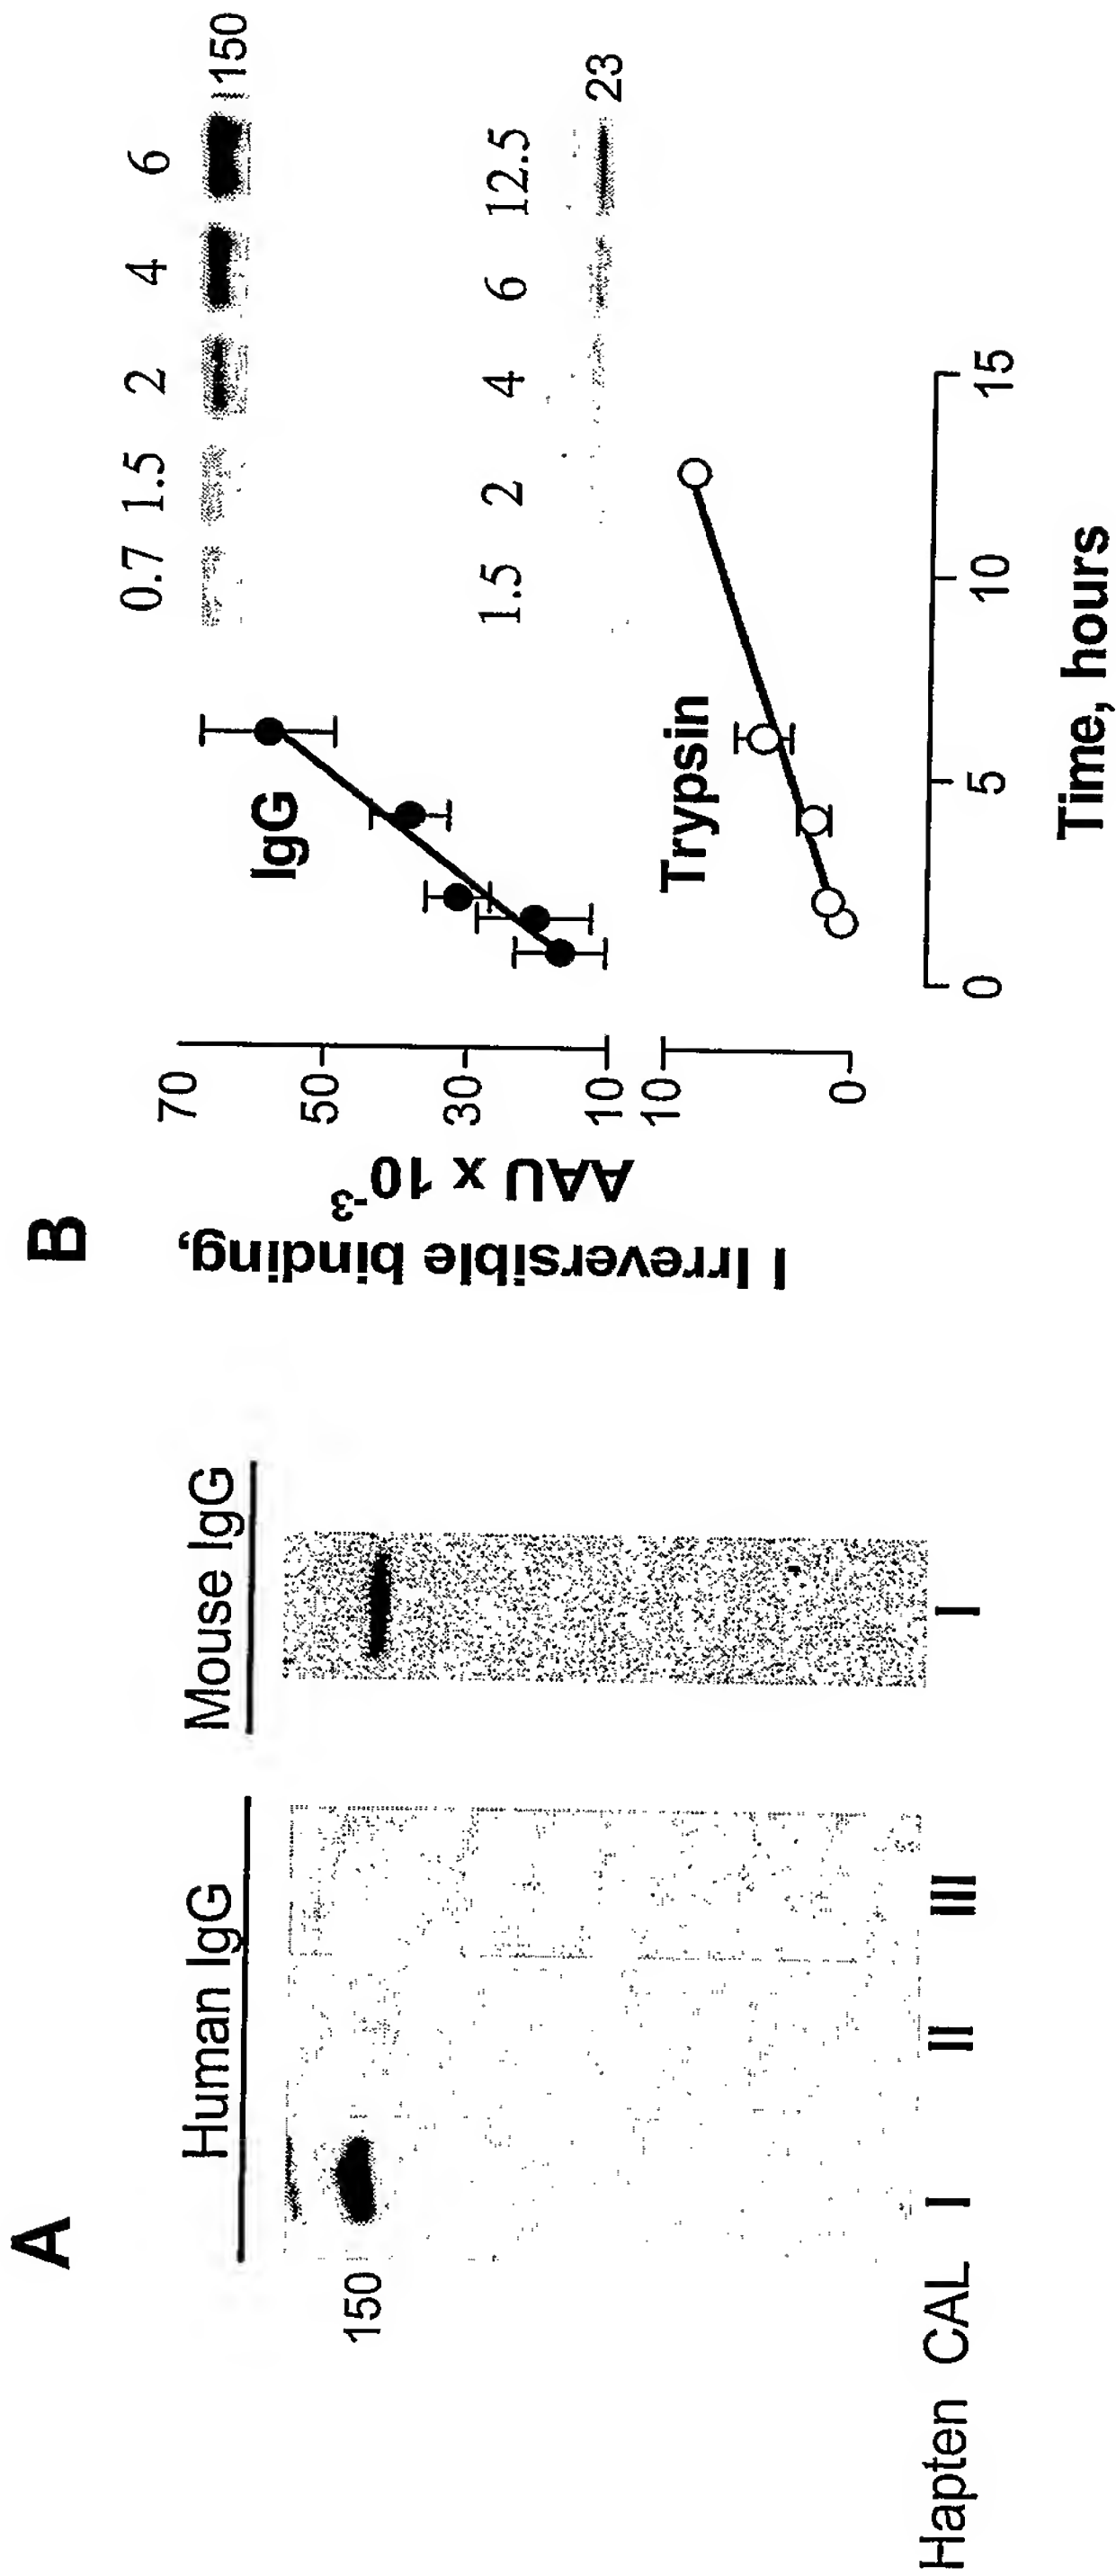 A
Human IgG
Mouse IgG
150
Hapten CAL I II III I
B
I Irreversible binding,
AAU x 10-3
70
50
30
10
10
0
IgG
0.7 1.5 2 4 6
150
Trypsin
1.5 2 4 6 12.5
23
0 5 10 15
Time, hours